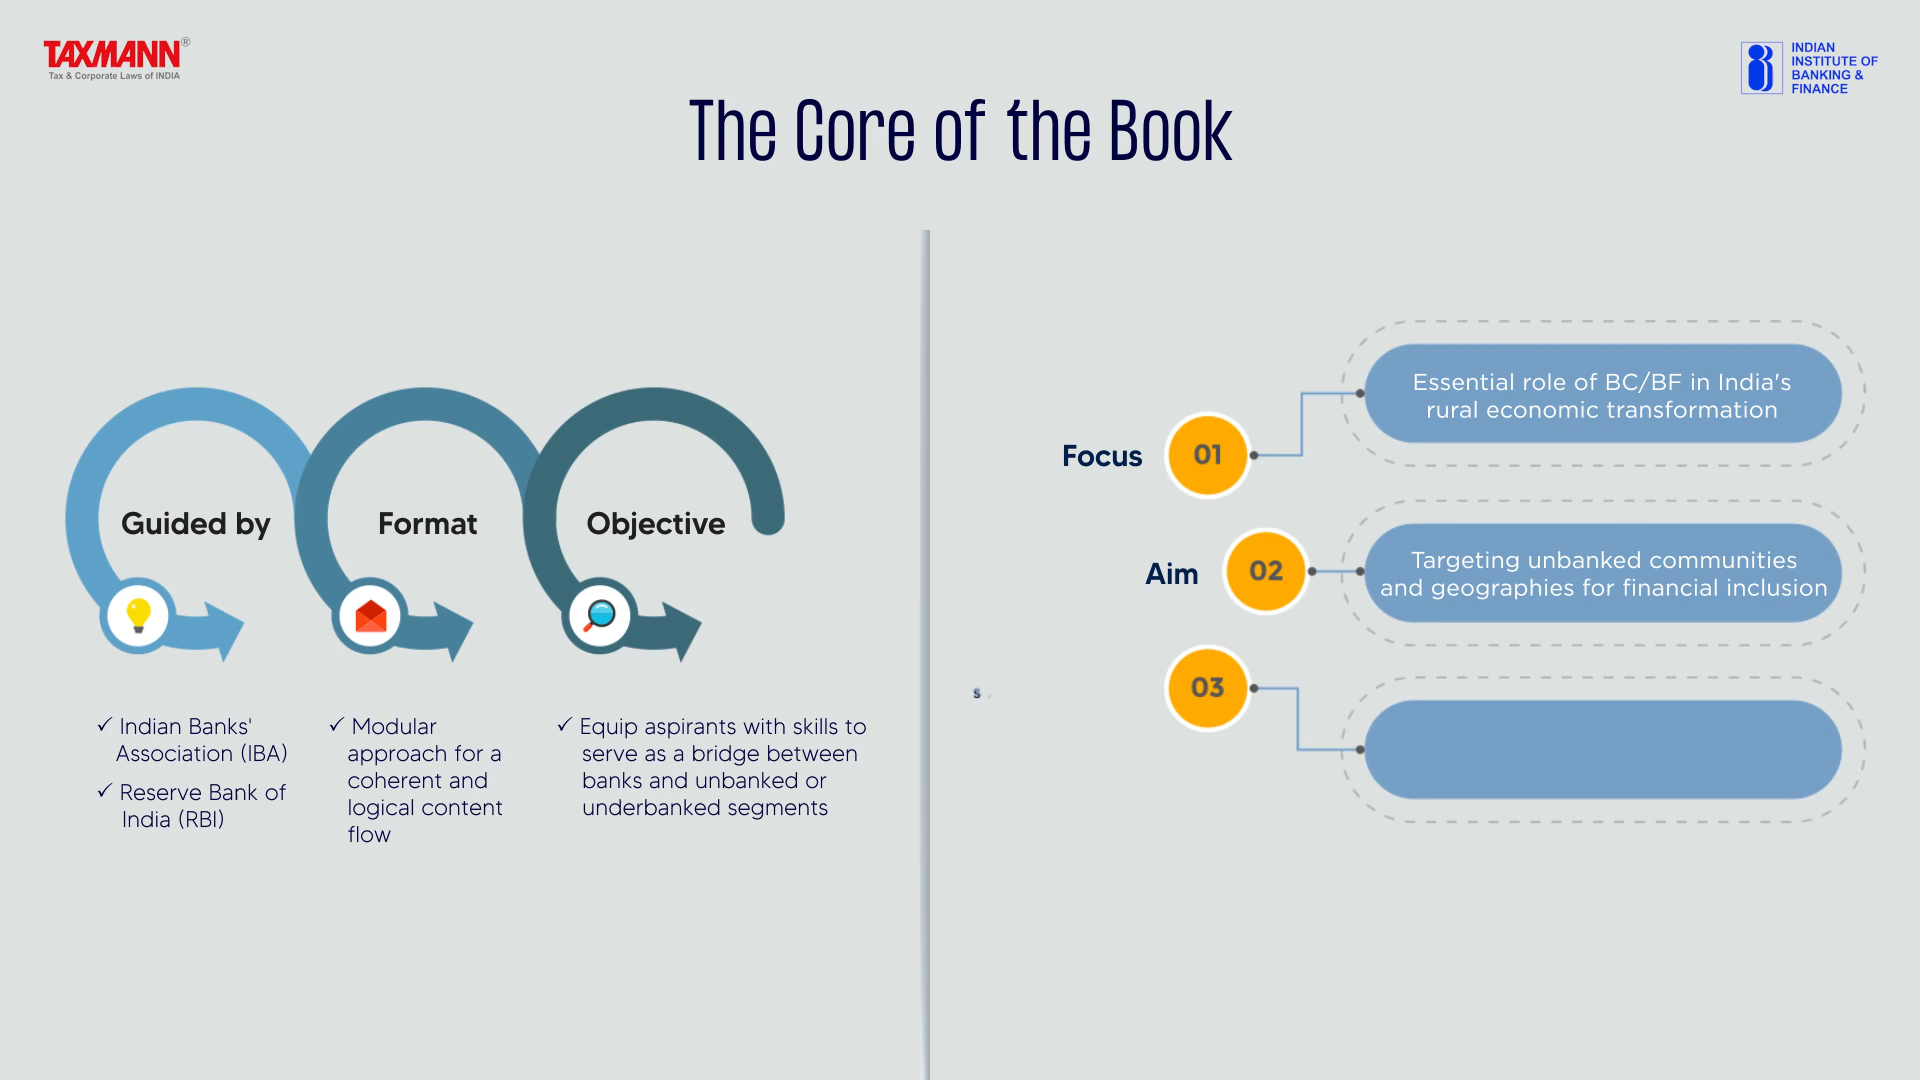 TAXMANN®
Tax & Corporate Laws of INDIA
INDIAN
INSTITUTE OF
BANKING &
FINANCE
The Core of the Book
Guided by
Format
Objective
✓ Indian Banks'
Association (IBA)
✓ Reserve Bank of
India (RBI)
✓ Modular
approach for a
coherent and
logical content
flow
✓ Equip aspirants with skills to
serve as a bridge between
banks and unbanked or
underbanked segments
Focus
01
Essential role of BC/BF in India's
rural economic transformation
Aim
02
Targeting unbanked communities
and geographies for financial inclusion
s
03